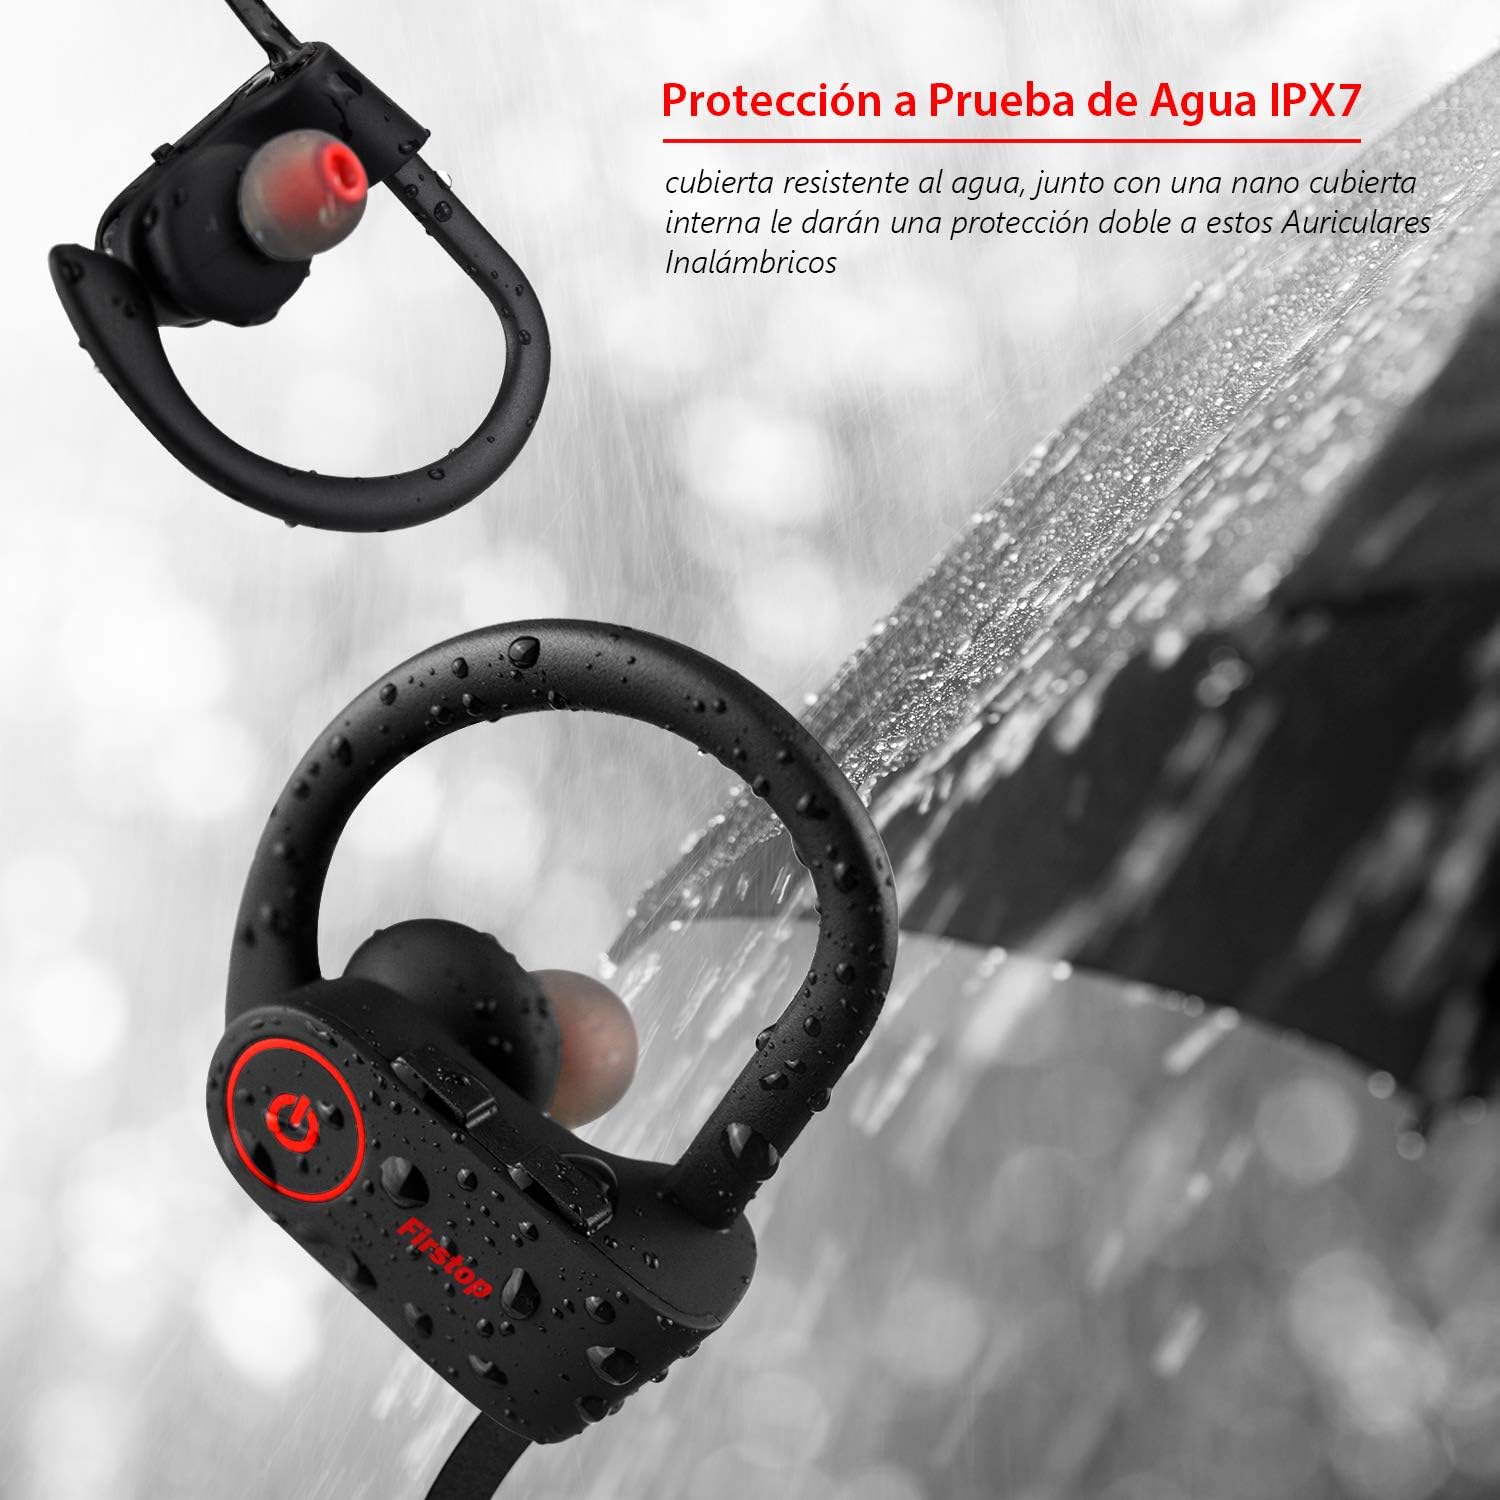 Protección a Prueba de Agua IPX7
cubierta resistente al agua, junto con una nano cubierta
interna le darán una protección doble a estos Auriculares
Inalámbricos
Firstop